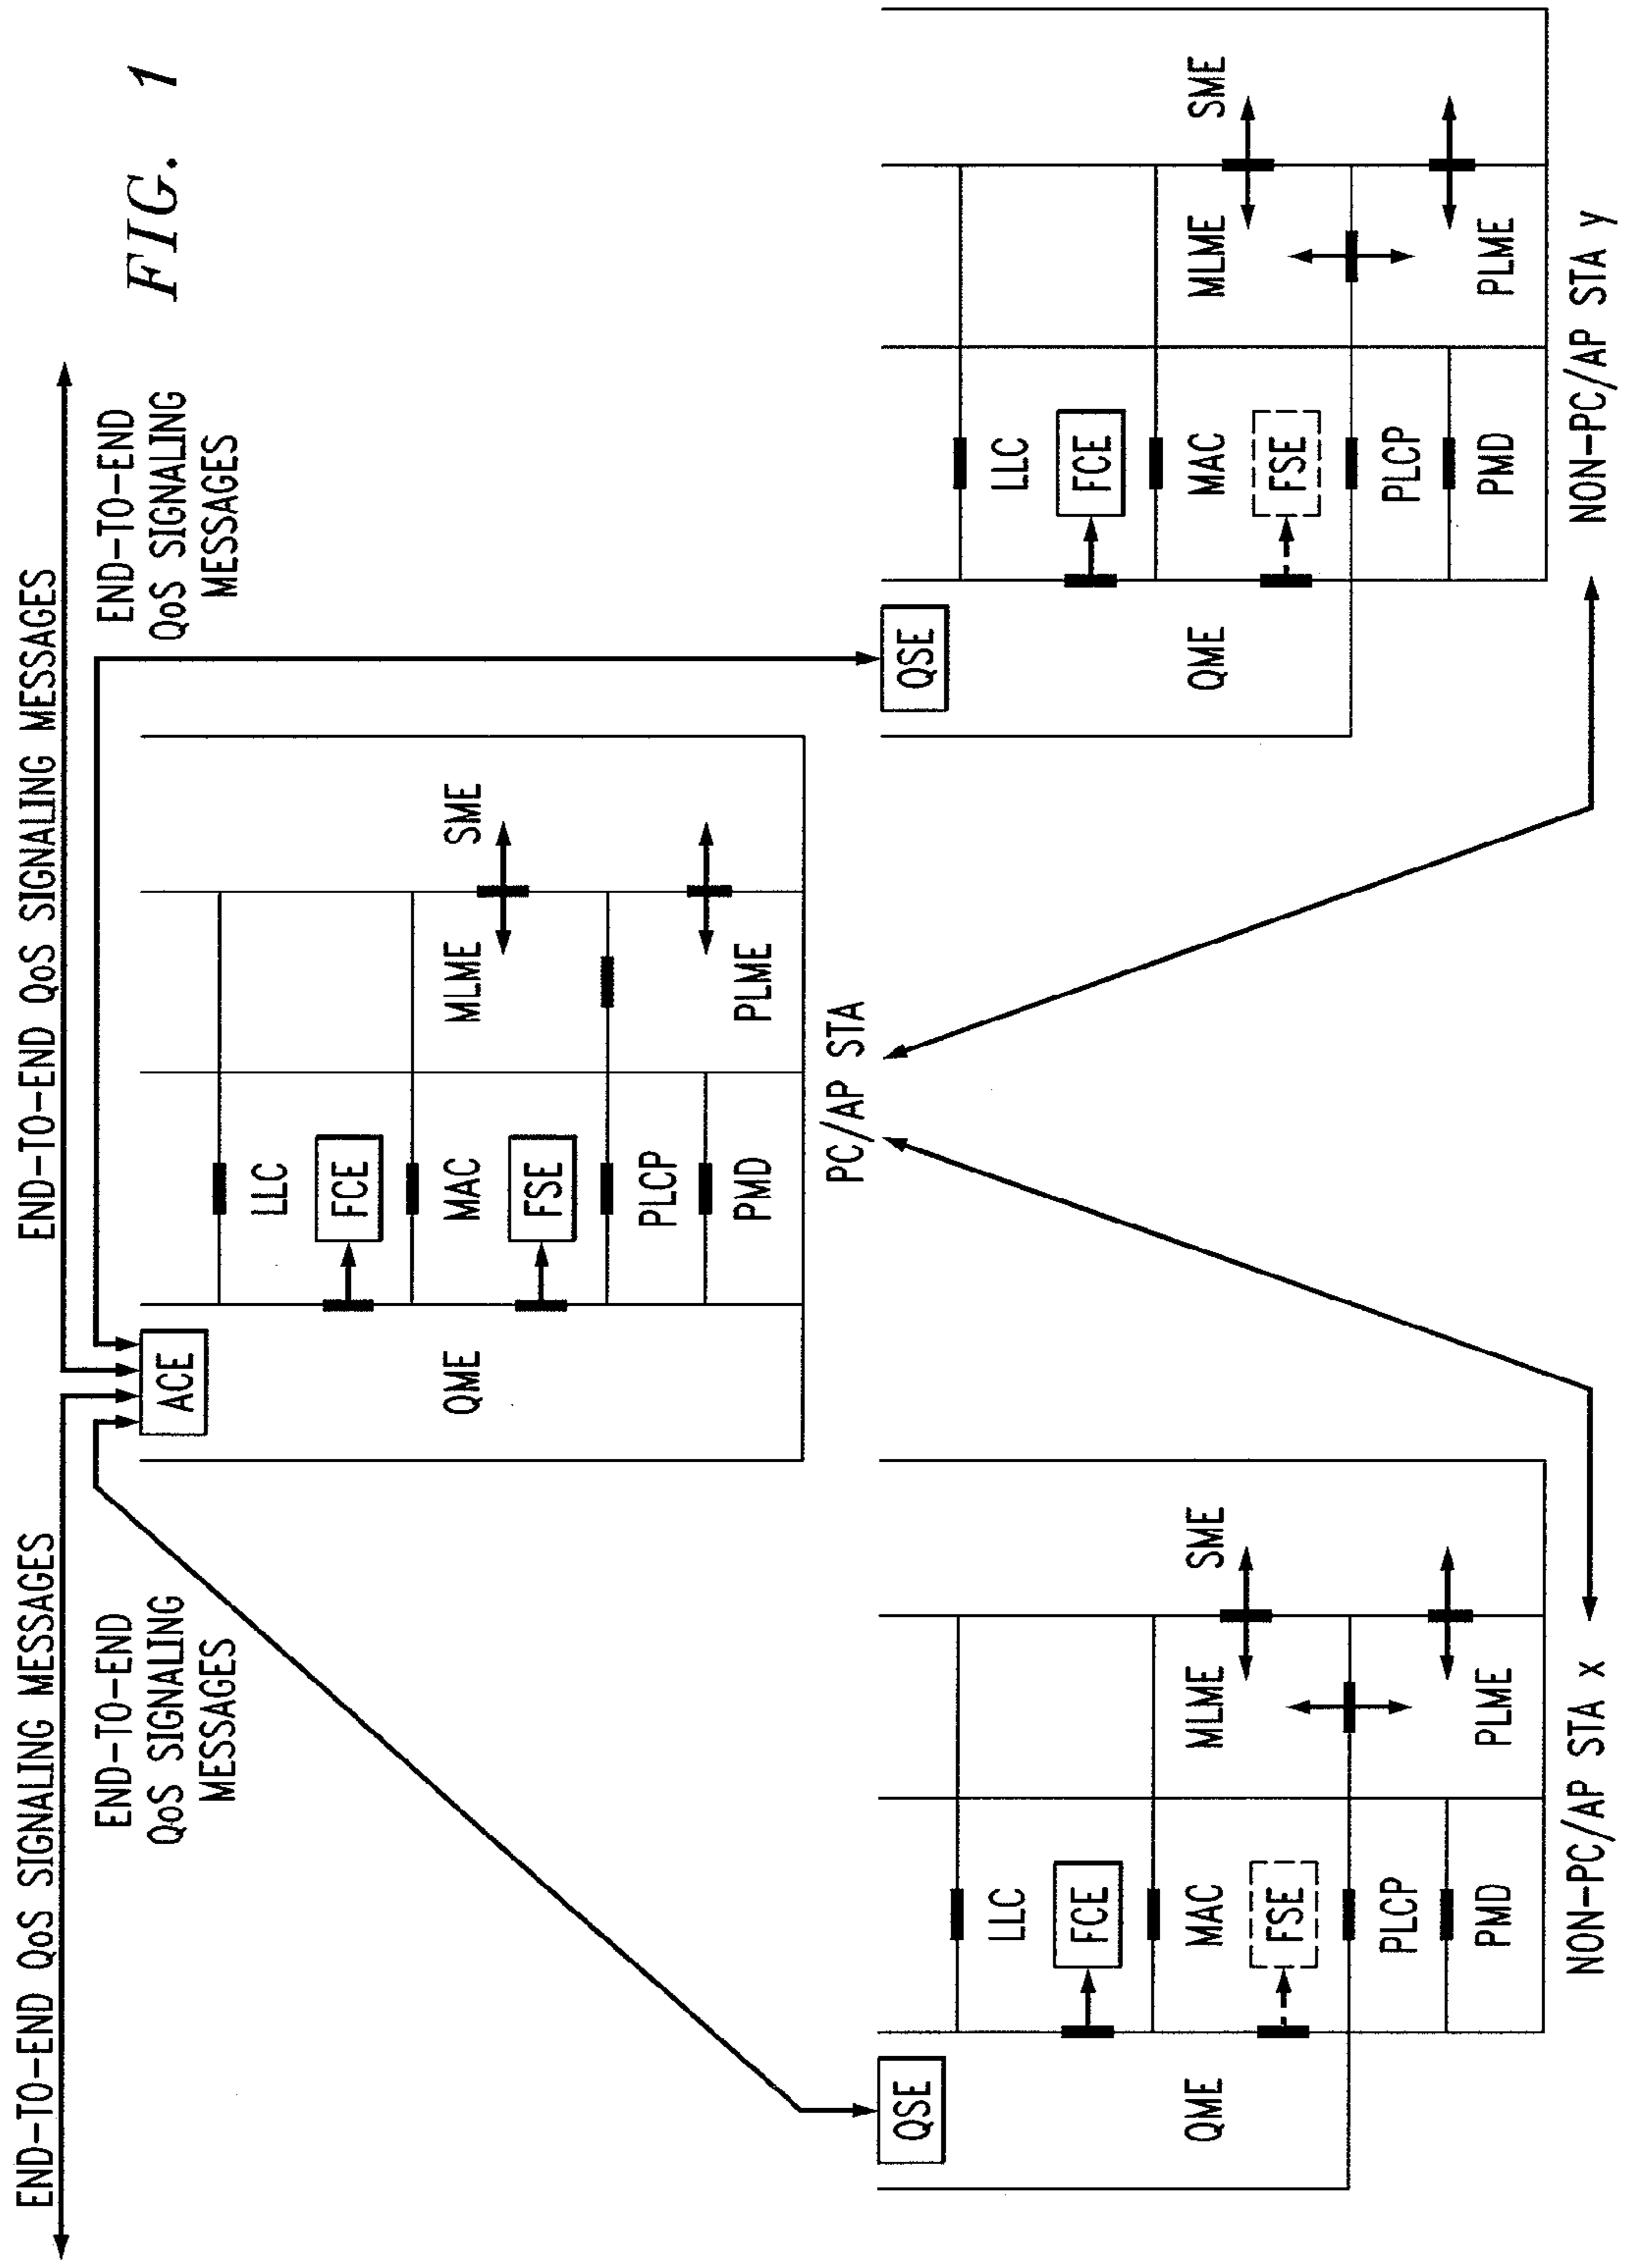 FIG. 1
END-TO-END QoS SIGNALING MESSAGES
END-TO-END QoS SIGNALING MESSAGES
END-TO-END
QoS SIGNALING
MESSAGES
END-TO-END
QoS SIGNALING
MESSAGES
ACE
QME
LLC
FCE
MAC
FSE
PLCP
PMD
MLME
PLME
SME
PC/AP STA
QSE
QME
LLC
FCE
MAC
FSE
PLCP
PMD
MLME
PLME
SME
NON-PC/AP STA x
QSE
QME
LLC
FCE
MAC
FSE
PLCP
PMD
MLME
PLME
SME
NON-PC/AP STA y